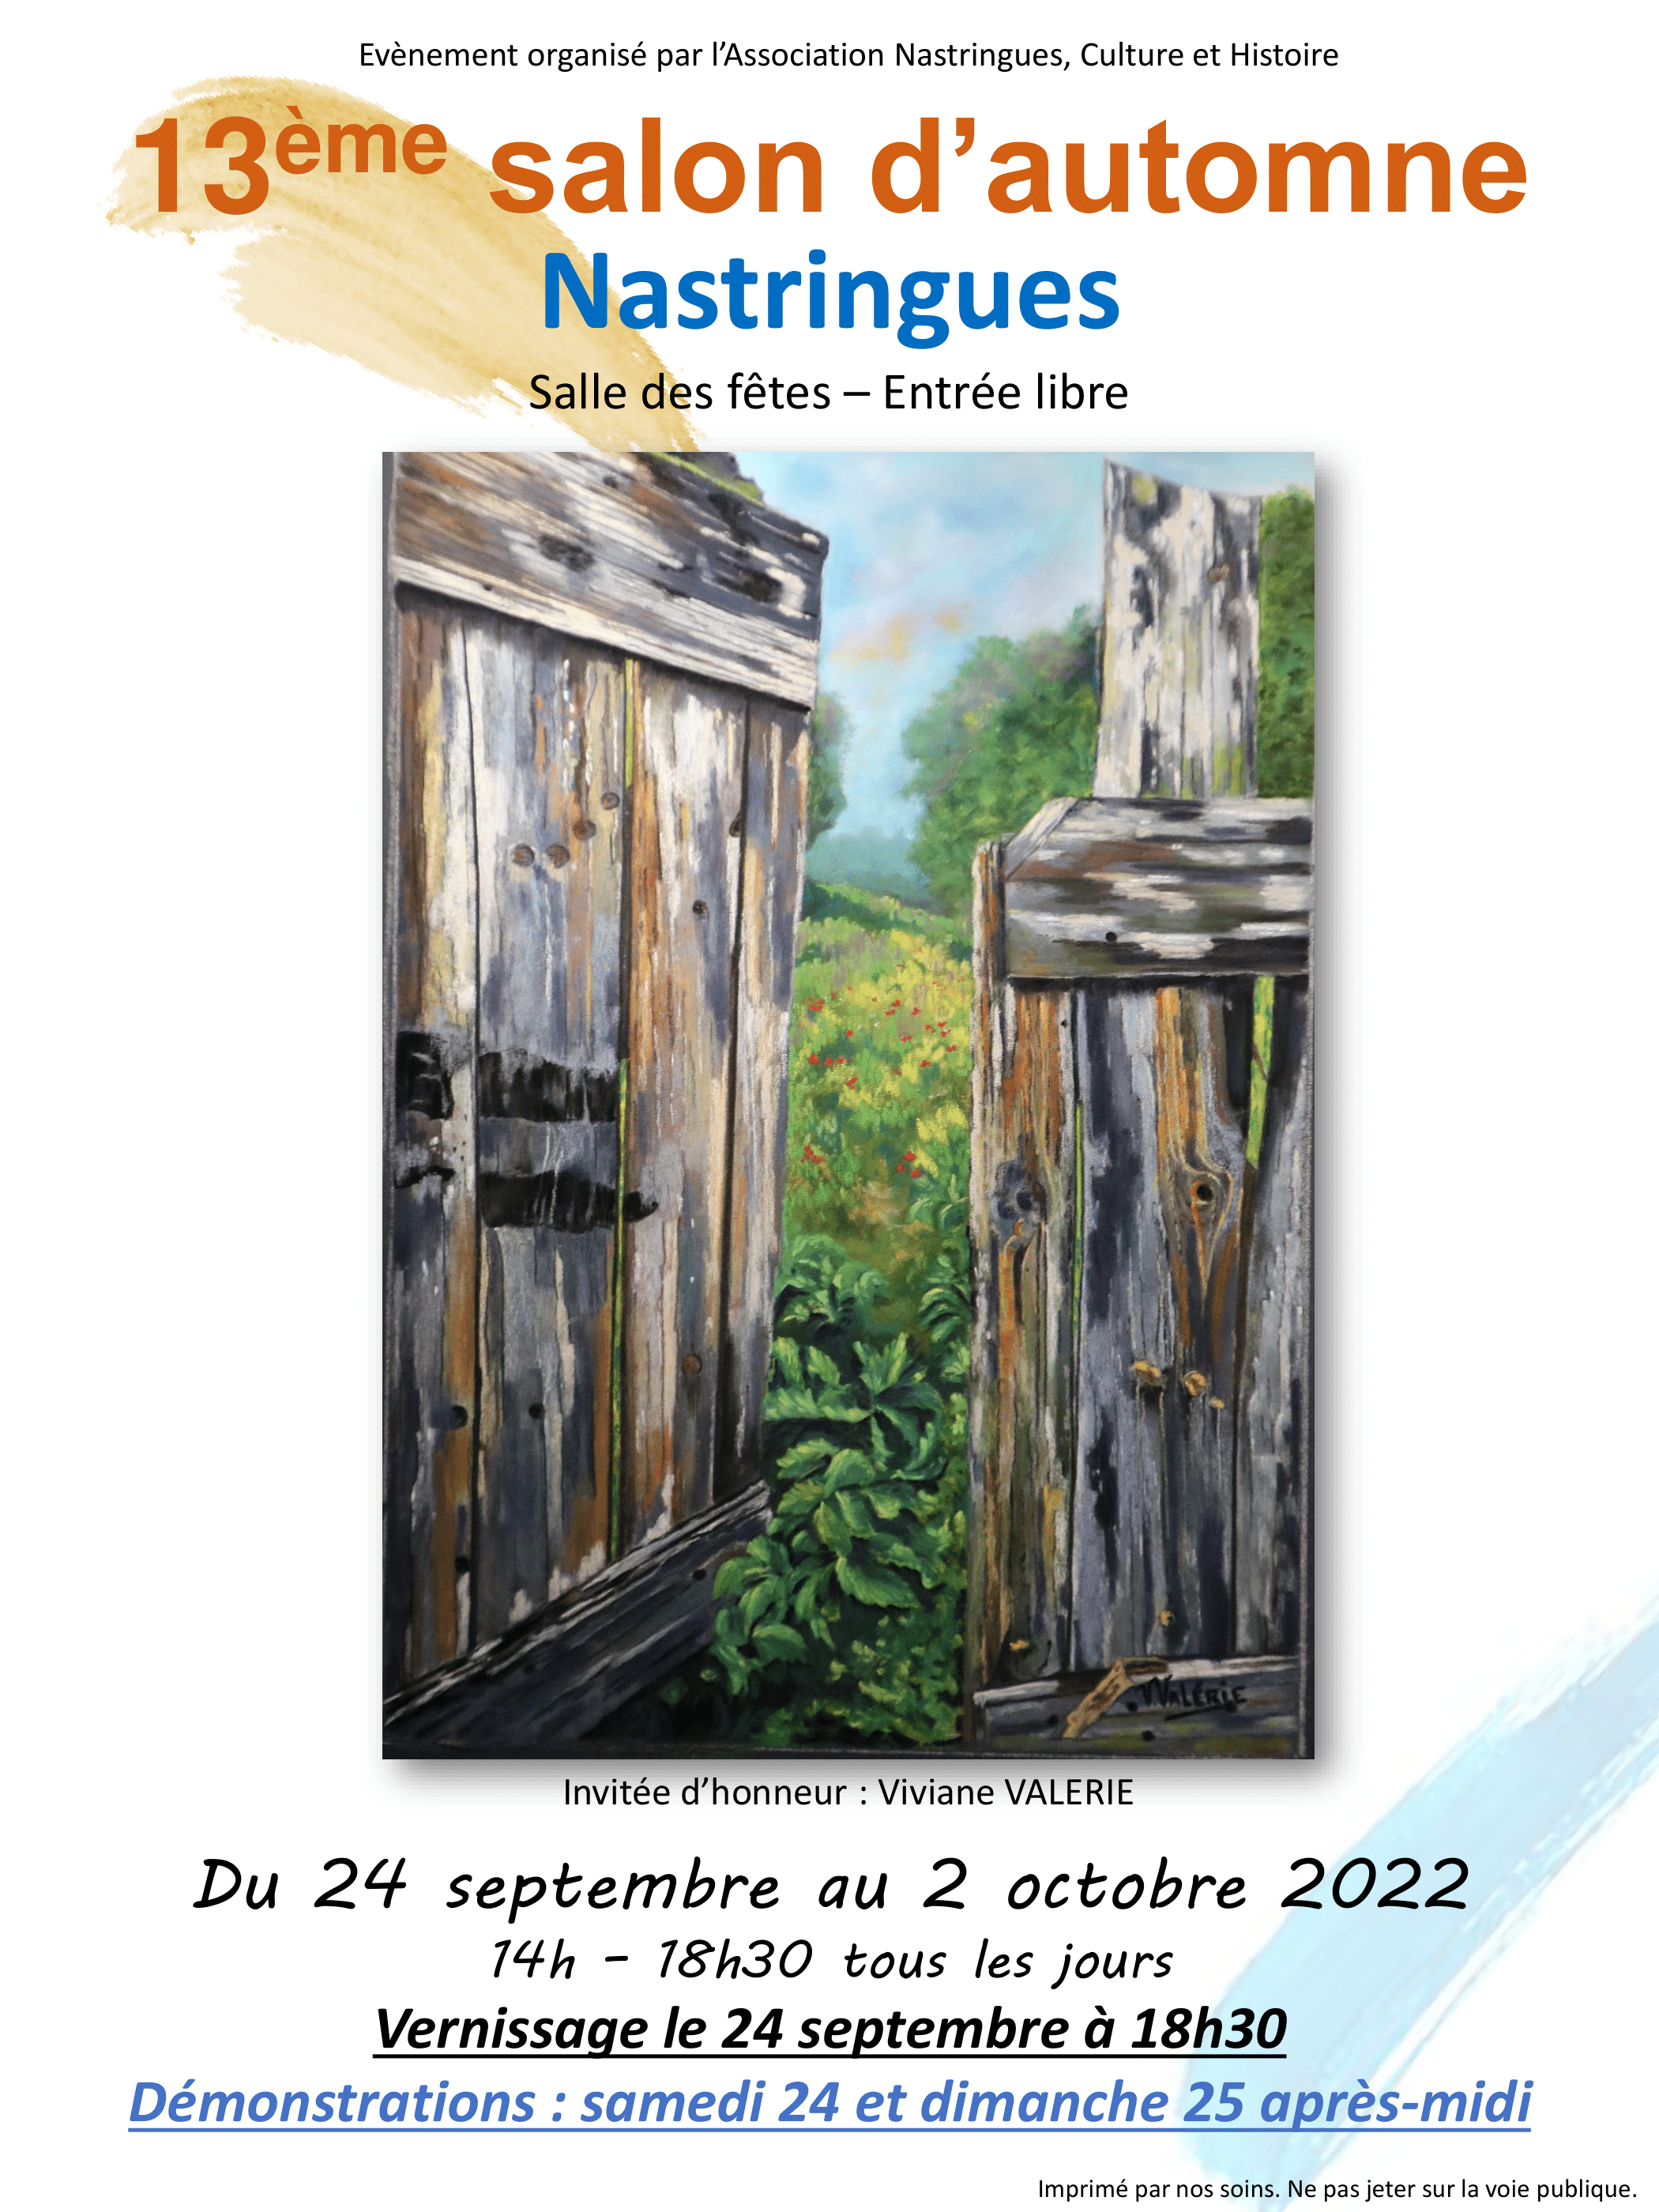 Evènement organisé par l’Association Nastringues, Culture et Histoire
13ème salon d’automne
Nastringues
Salle des fêtes – Entrée libre
V.VALÉRIE
Invitée d’honneur : Viviane VALERIE
Du 24 septembre au 2 octobre 2022
14h - 18h30 tous les jours
Vernissage le 24 septembre à 18h30
Démonstrations : samedi 24 et dimanche 25 après-midi
Imprimé par nos soins. Ne pas jeter sur la voie publique.